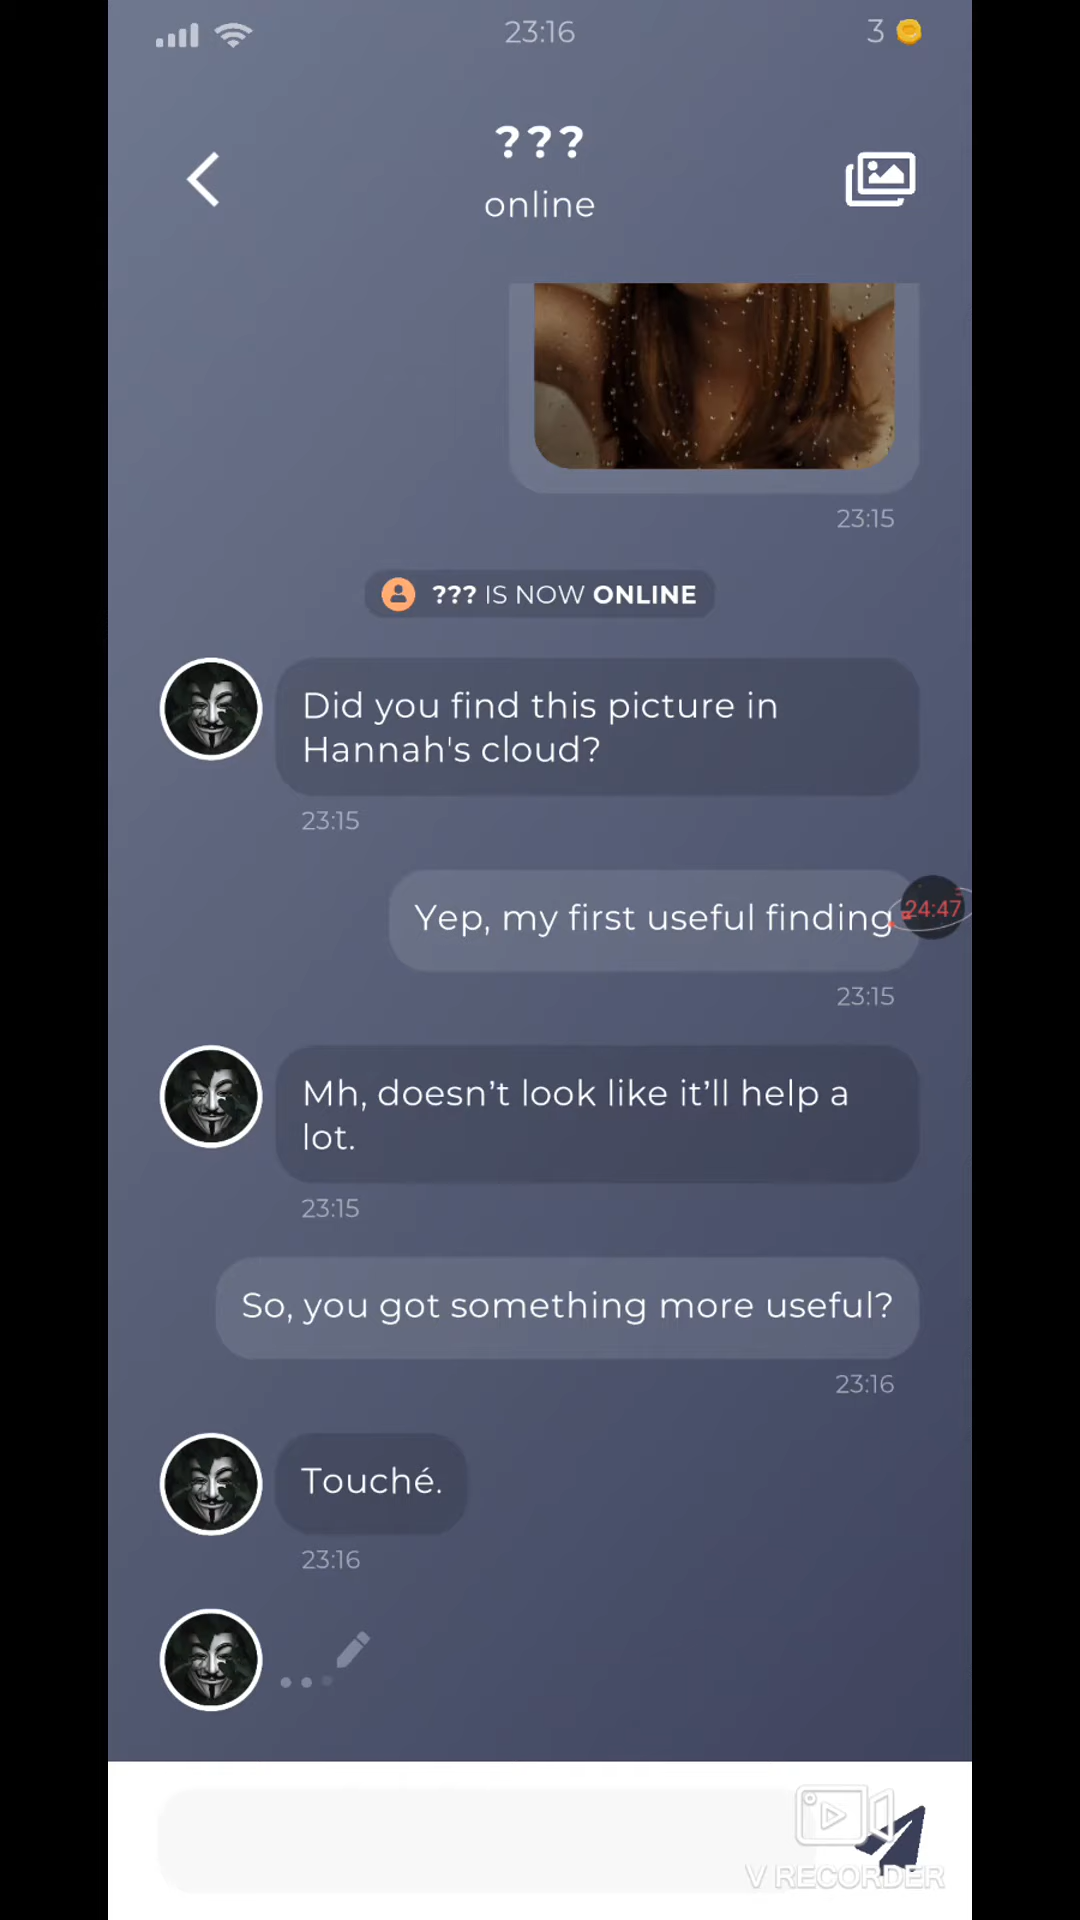 23:16
3
???
online
23:15
??? IS NOW ONLINE
Did you find this picture in
Hannah's cloud?
23:15
Yep, my first useful finding
24:47
23:15
Mh, doesn’t look like it’ll help a
lot.
23:15
So, you got something more useful?
23:16
Touché.
23:16
V RECORDER